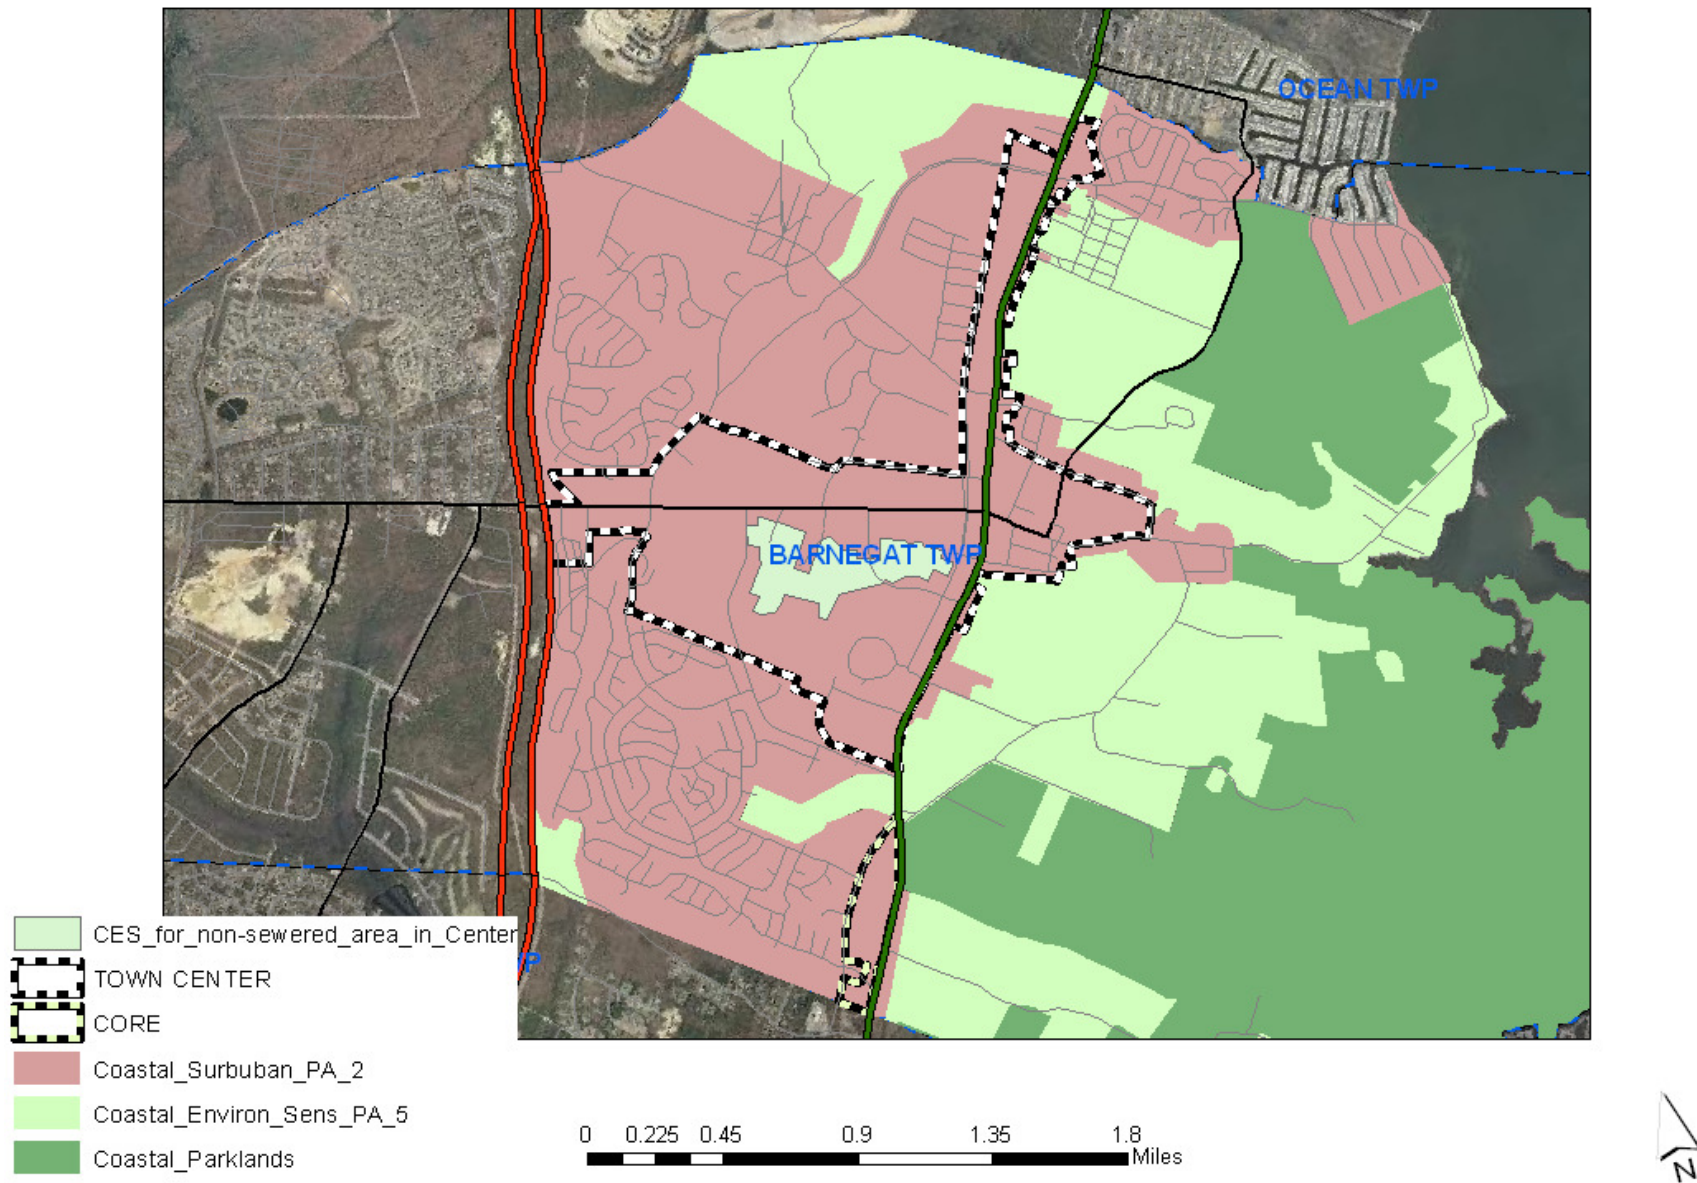 OCEAN TWP
BARNEGAT TWP
P
CES_for_non-sewered_area_in_Center
TOWN CENTER
CORE
Coastal_Surbuban_PA_2
Coastal_Environ_Sens_PA_5
Coastal_Parklands
0 0.225 0.45 0.9 1.35 1.8
Miles
N